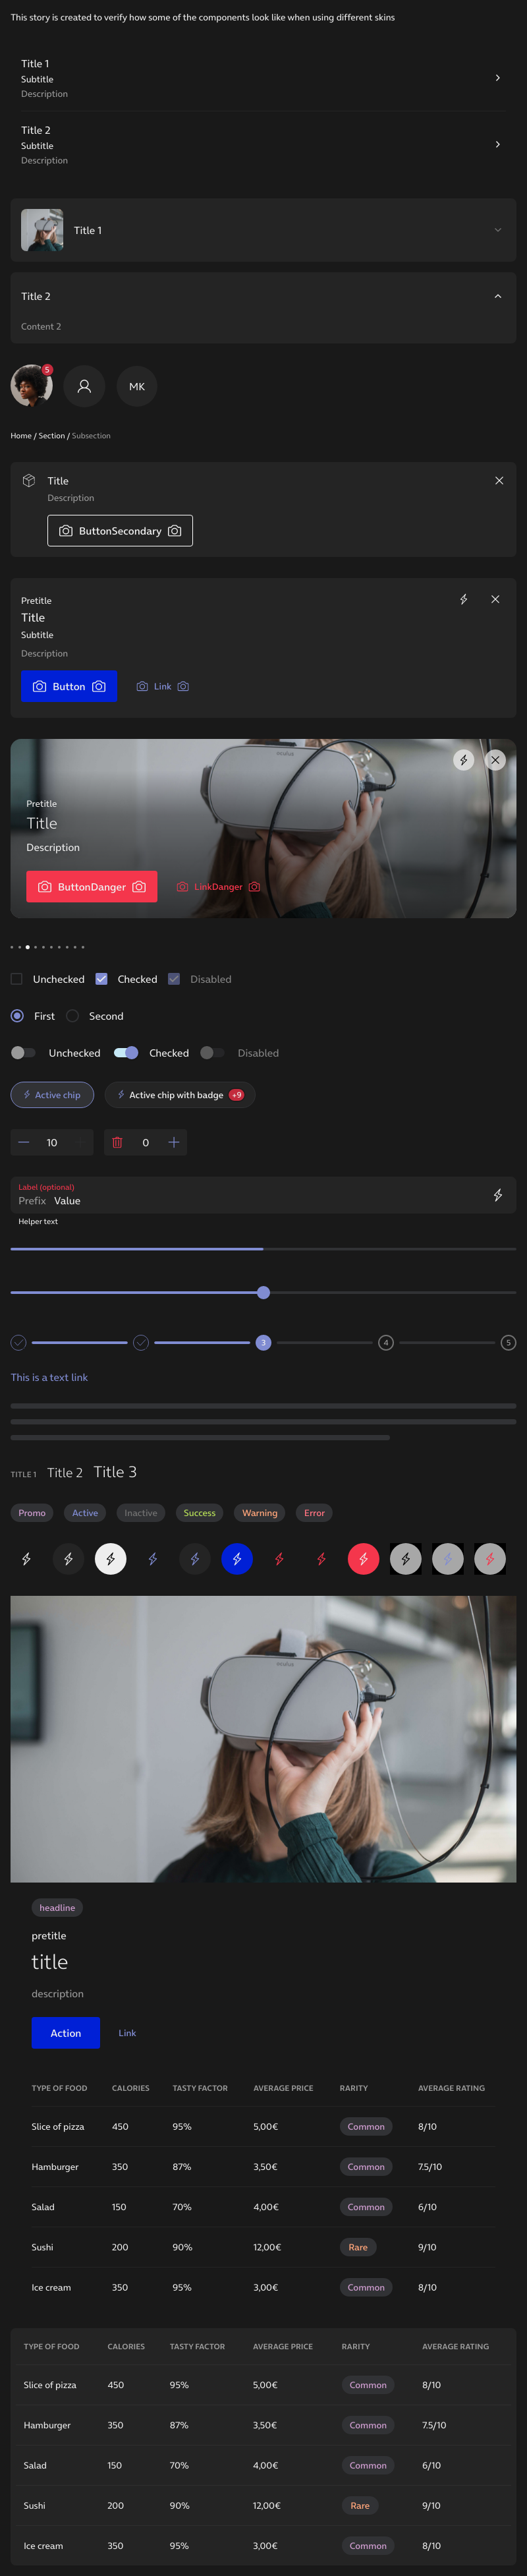 This story is created to verify how some of the components look like when using different skins
Title 1
Subtitle
Description
Title 2
Subtitle
Description
Title 1
Title 2
Content 2
5
MK
Home / Section / Subsection
Title
Description
ButtonSecondary
Pretitle
Title
Subtitle
Description
Button Link
oculus
Pretitle
Title
Description
ButtonDanger LinkDanger
Unchecked Checked Disabled
First Second
Unchecked Checked Disabled
Active chip Active chip with badge +9
10 0
Label (optional)
Prefix Value
Helper text
3 4 5
This is a text link
TITLE 1 Title 2 Title 3
Promo Active Inactive Success Warning Error
oculus
headline
pretitle
title
description
Action Link
TYPE OF FOOD CALORIES TASTY FACTOR AVERAGE PRICE RARITY AVERAGE RATING
Slice of pizza 450 95% 5,00€ Common 8/10
Hamburger 350 87% 3,50€ Common 7.5/10
Salad 150 70% 4,00€ Common 6/10
Sushi 200 90% 12,00€ Rare 9/10
Ice cream 350 95% 3,00€ Common 8/10
TYPE OF FOOD CALORIES TASTY FACTOR AVERAGE PRICE RARITY AVERAGE RATING
Slice of pizza 450 95% 5,00€ Common 8/10
Hamburger 350 87% 3,50€ Common 7.5/10
Salad 150 70% 4,00€ Common 6/10
Sushi 200 90% 12,00€ Rare 9/10
Ice cream 350 95% 3,00€ Common 8/10